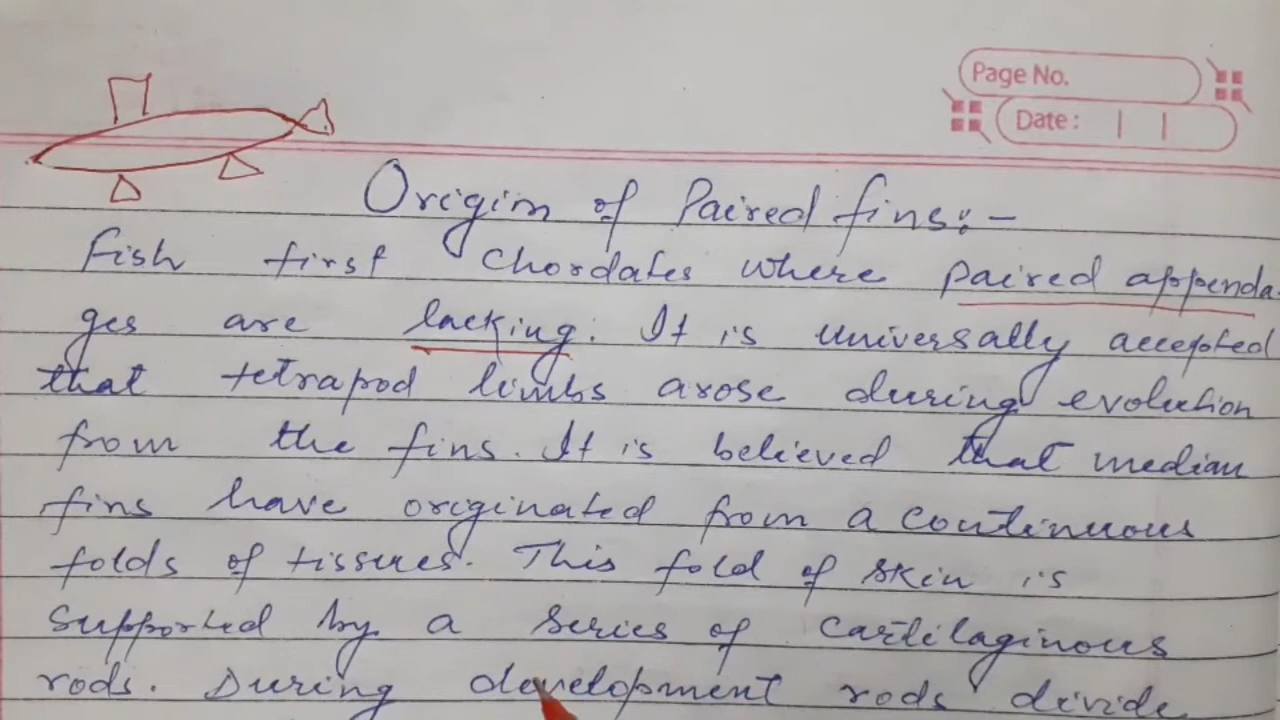 Page No.
Date :
Origin of Paired fins:-
Fish first chordates where paired appenda-
ges are lacking. It is universally accepted
that tetrapod limbs arose during evolution
from the fins. It is believed that median
fins have originated from a continuous
folds of tissues. This fold of skin is
supported by a series of cartilaginous
rods. During development rods divide